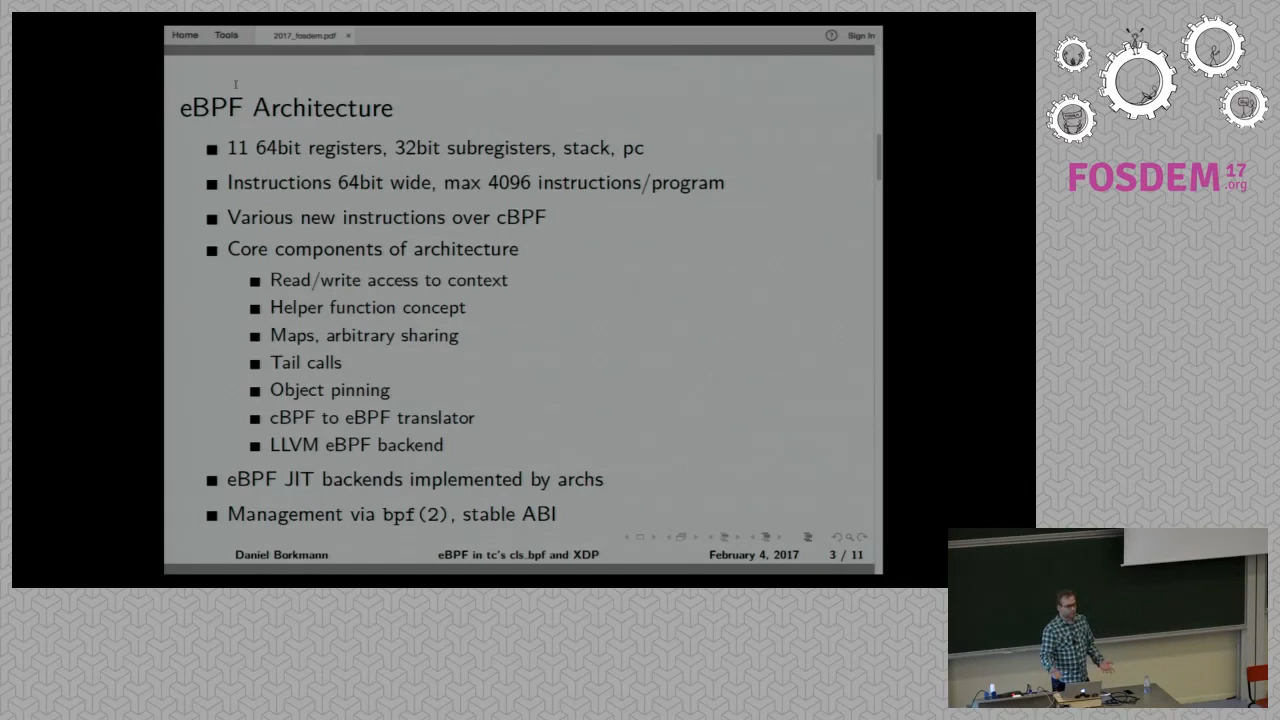 Home Tools 2017_fosdem.pdf × ? Sign In
eBPF Architecture
11 64bit registers, 32bit subregisters, stack, pc
Instructions 64bit wide, max 4096 instructions/program
Various new instructions over cBPF
Core components of architecture
Read/write access to context
Helper function concept
Maps, arbitrary sharing
Tail calls
Object pinning
cBPF to eBPF translator
LLVM eBPF backend
eBPF JIT backends implemented by archs
Management via bpf(2), stable ABI
Daniel Borkmann eBPF in tc's cls_bpf and XDP February 4, 2017 3 / 11
FOSDEM 17
.org